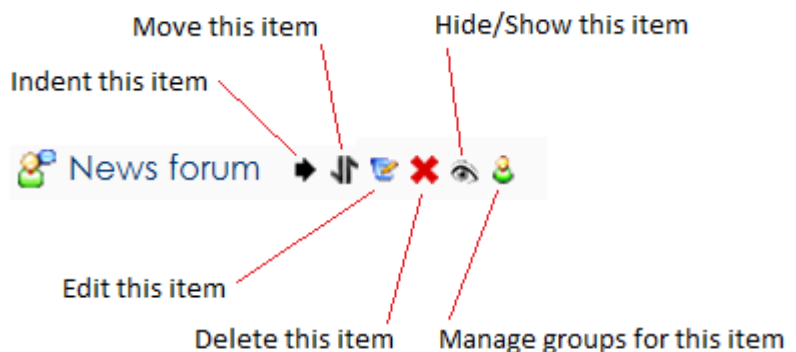 Move this item
Hide/Show this item
Indent this item
News forum
Edit this item
Delete this item
Manage groups for this item